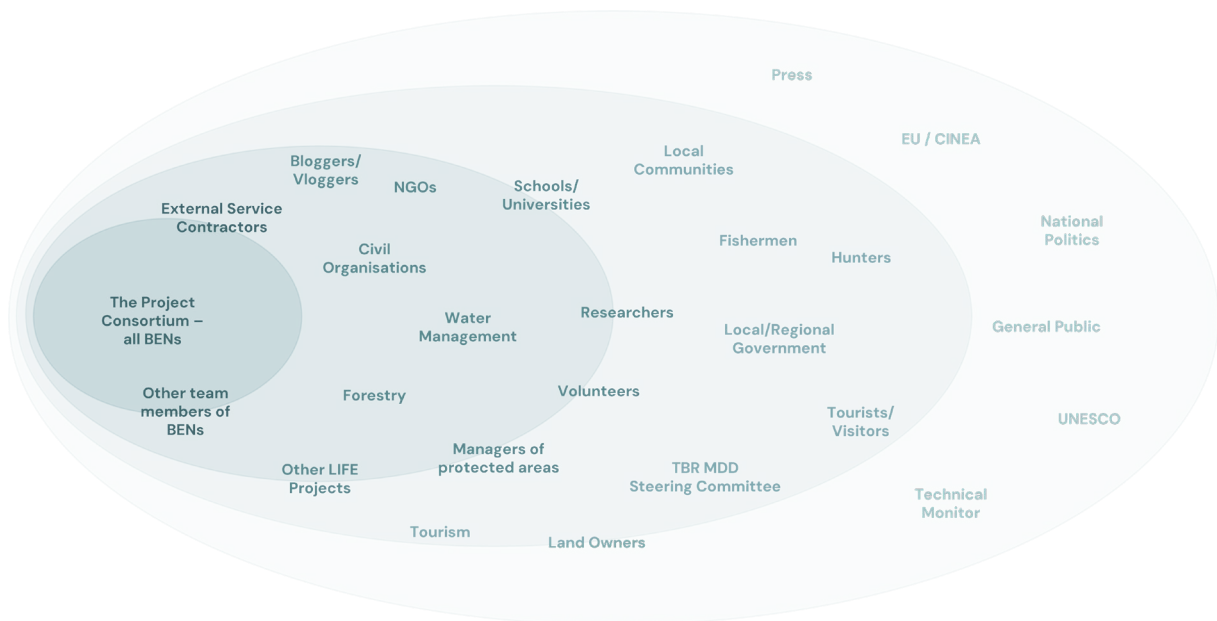 Press
EU / CINEA
Local
Communities
Bloggers/
Vloggers
NGOs
Schools/
Universities
External Service
Contractors
National
Politics
Civil
Organisations
Fishermen
Hunters
The Project
Consortium –
all BENs
Water
Management
Researchers
Local/Regional
Government
General Public
Other team
members of
BENs
Forestry
Volunteers
Tourists/
Visitors
UNESCO
Other LIFE
Projects
Managers of
protected areas
TBR MDD
Steering Committee
Technical
Monitor
Tourism
Land Owners